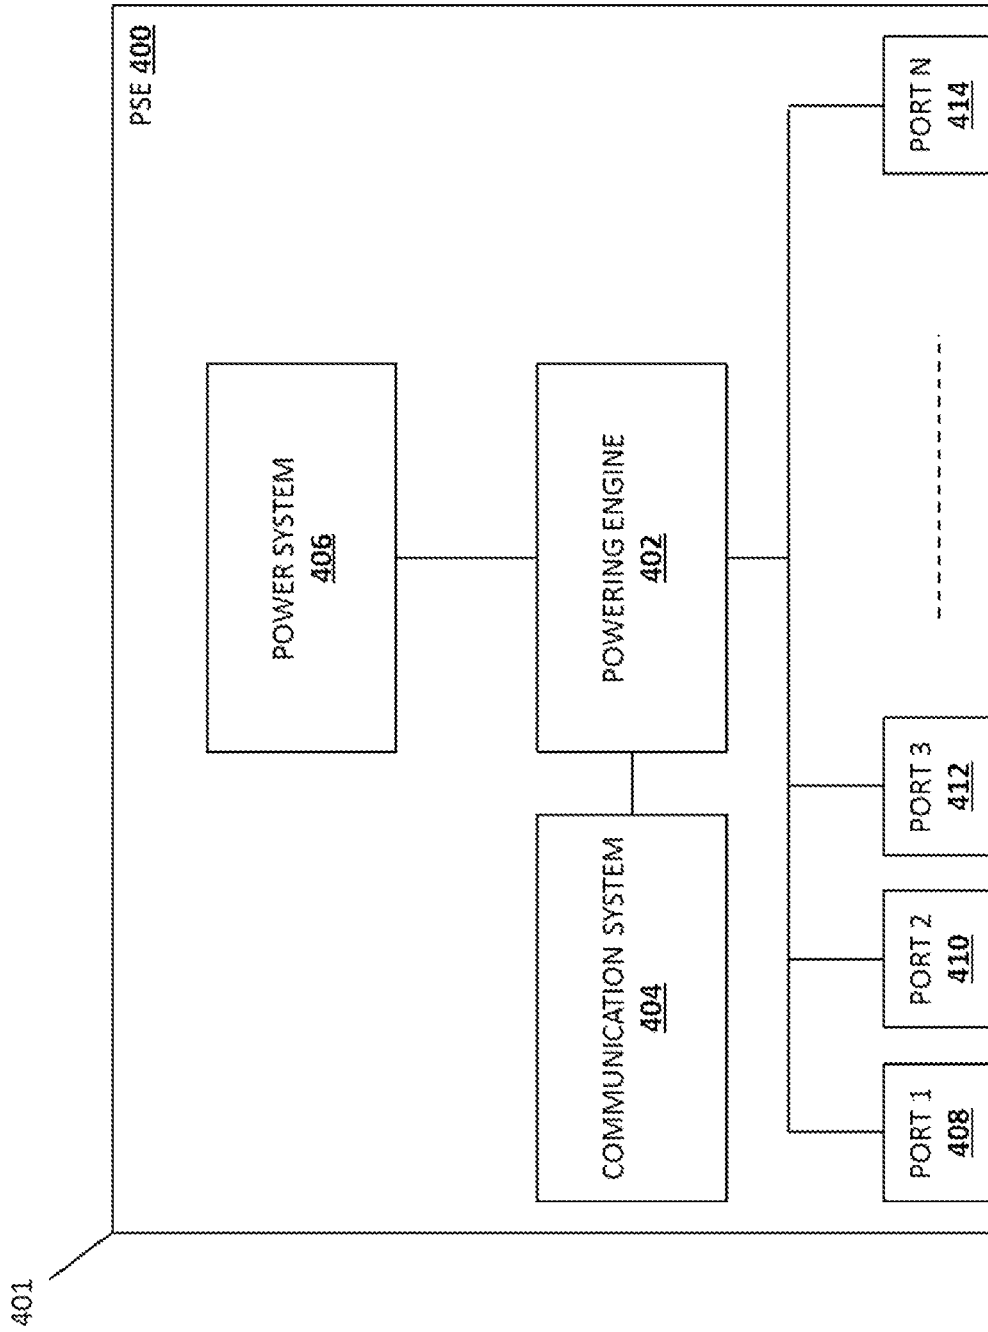 401
PSE 400
POWER SYSTEM
406
COMMUNICATION SYSTEM
404
POWERING ENGINE
402
PORT 1
408
PORT 2
410
PORT 3
412
PORT N
414